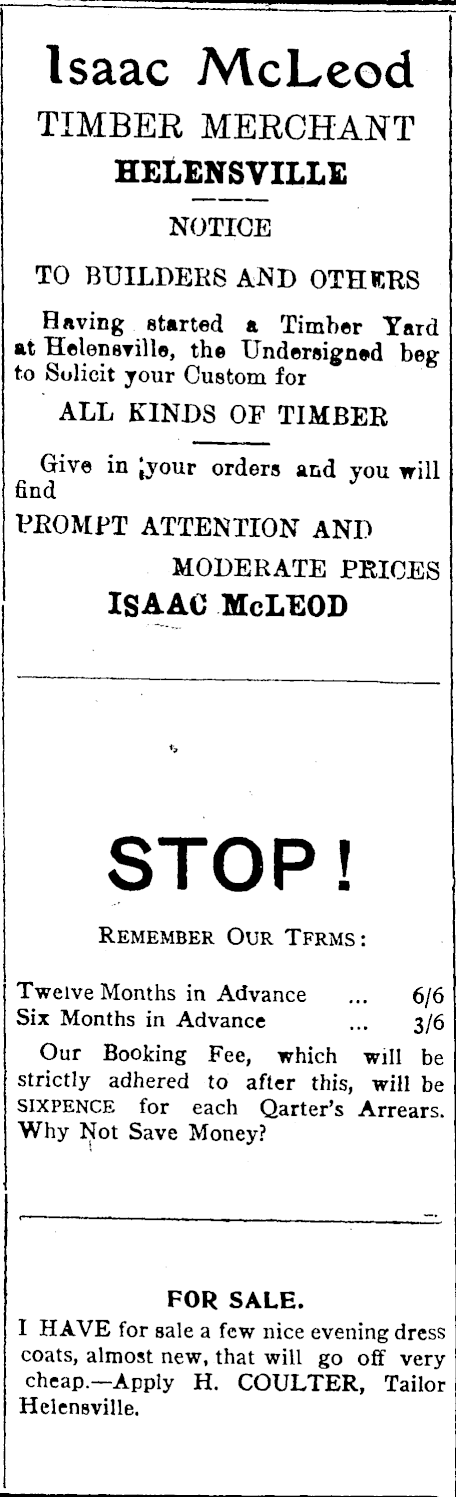 Isaac McLeod
TIMBER MERCHANT
HELENSVILLE
NOTICE
TO BUILDERS AND OTHERS
Having started a Timber Yard
at Helensville, the Undersigned beg
to Solicit your Custom for
ALL KINDS OF TIMBER
Give in your orders and you will
find
PROMPT ATTENTION AND
MODERATE PRICES
ISAAC McLEOD
STOP!
REMEMBER OUR TFRMS:
Twelve Months in Advance ... 6/6
Six Months in Advance ... 3/6
Our Booking Fee, which will be
strictly adhered to after this, will be
SIXPENCE for each Qarter's Arrears.
Why Not Save Money?
FOR SALE.
I HAVE for sale a few nice evening dress
coats, almost new, that will go off very
cheap.—Apply H. COULTER, Tailor
Helensville.